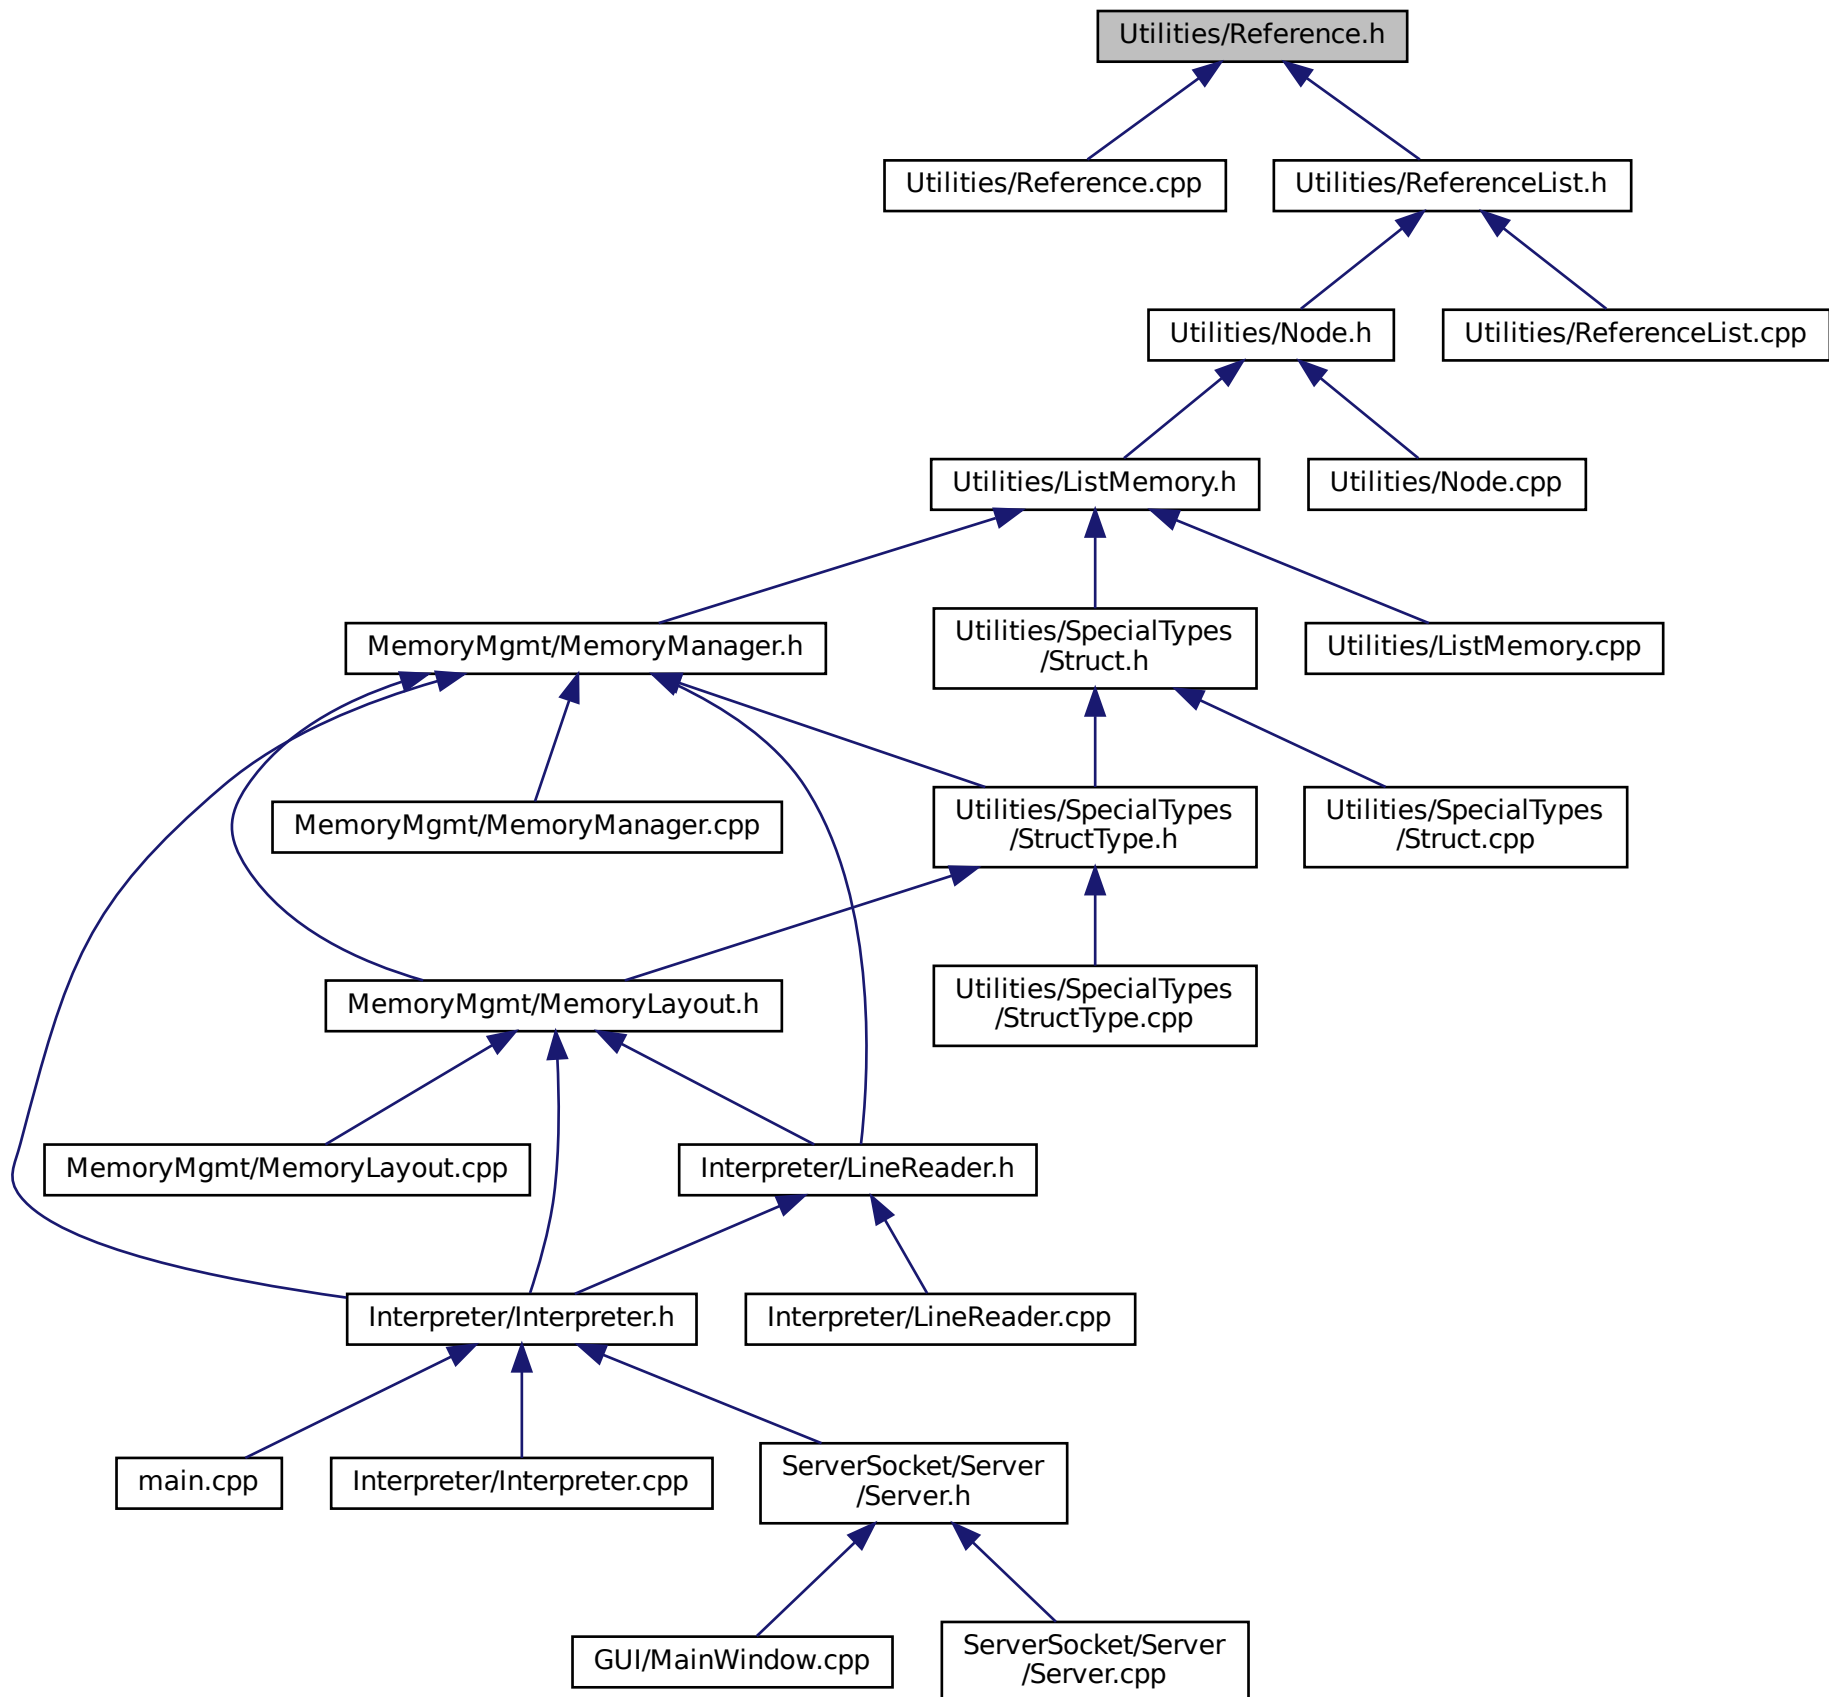 Utilities/Reference.h
Utilities/Reference.cpp
Utilities/ReferenceList.h
Utilities/Node.h
Utilities/ReferenceList.cpp
Utilities/ListMemory.h
Utilities/Node.cpp
MemoryMgmt/MemoryManager.h
Utilities/SpecialTypes
/Struct.h
Utilities/ListMemory.cpp
MemoryMgmt/MemoryManager.cpp
Utilities/SpecialTypes
/StructType.h
Utilities/SpecialTypes
/Struct.cpp
MemoryMgmt/MemoryLayout.h
Utilities/SpecialTypes
/StructType.cpp
MemoryMgmt/MemoryLayout.cpp
Interpreter/LineReader.h
Interpreter/Interpreter.h
Interpreter/LineReader.cpp
main.cpp
Interpreter/Interpreter.cpp
ServerSocket/Server
/Server.h
GUI/MainWindow.cpp
ServerSocket/Server
/Server.cpp